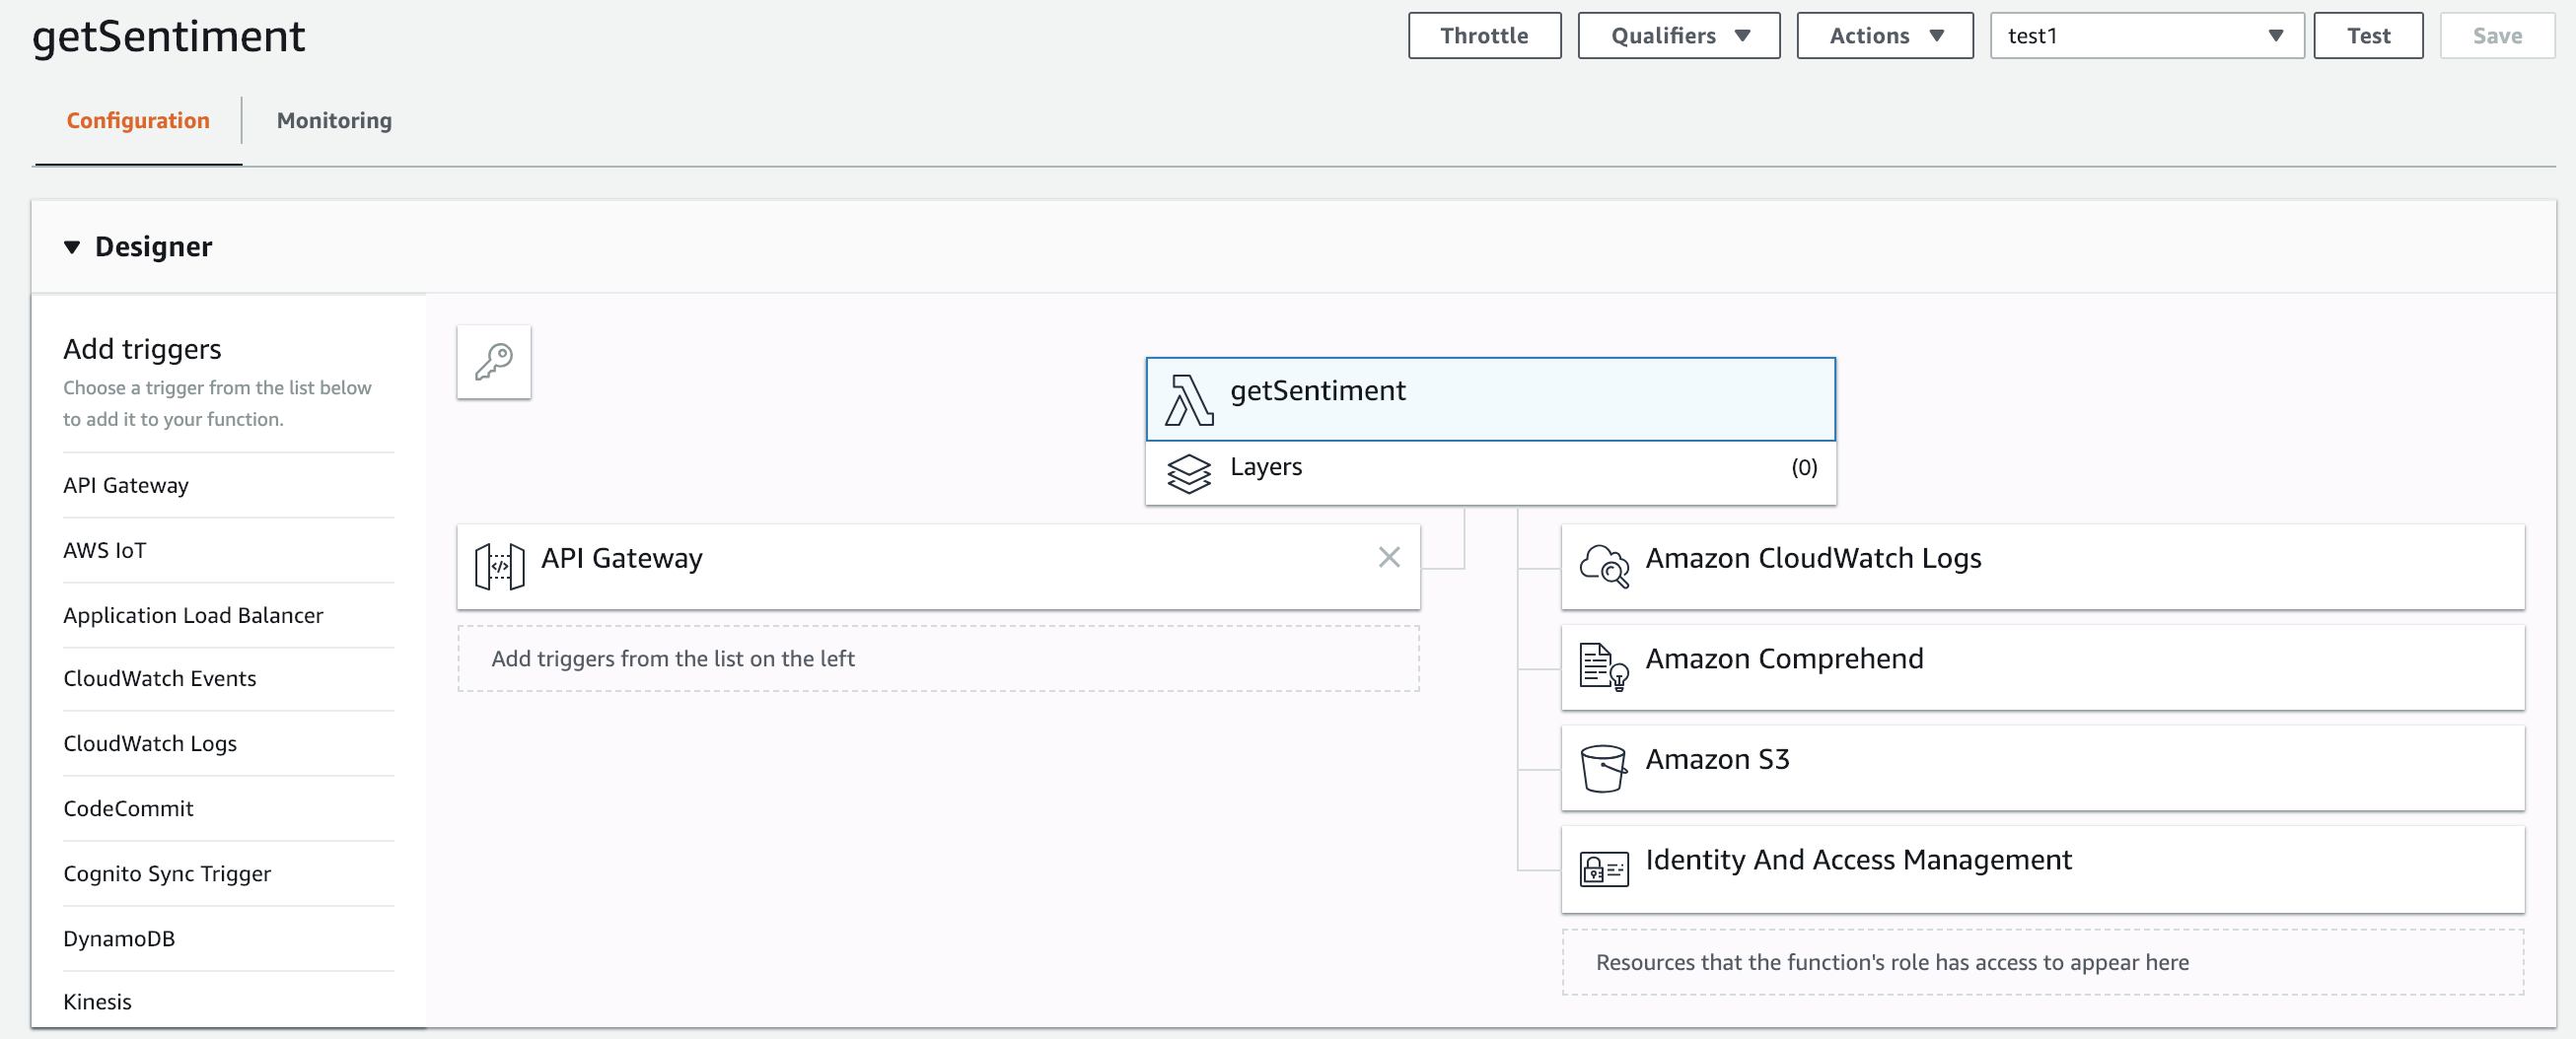 getSentiment
Throttle
Qualifiers
Actions
test1
Test
Save
Configuration
Monitoring
Designer
Add triggers
Choose a trigger from the list below
to add it to your function.
API Gateway
AWS IoT
Application Load Balancer
CloudWatch Events
CloudWatch Logs
CodeCommit
Cognito Sync Trigger
DynamoDB
Kinesis
getSentiment
Layers (0)
API Gateway
</>
Add triggers from the list on the left
Amazon CloudWatch Logs
Amazon Comprehend
Amazon S3
Identity And Access Management
Resources that the function's role has access to appear here